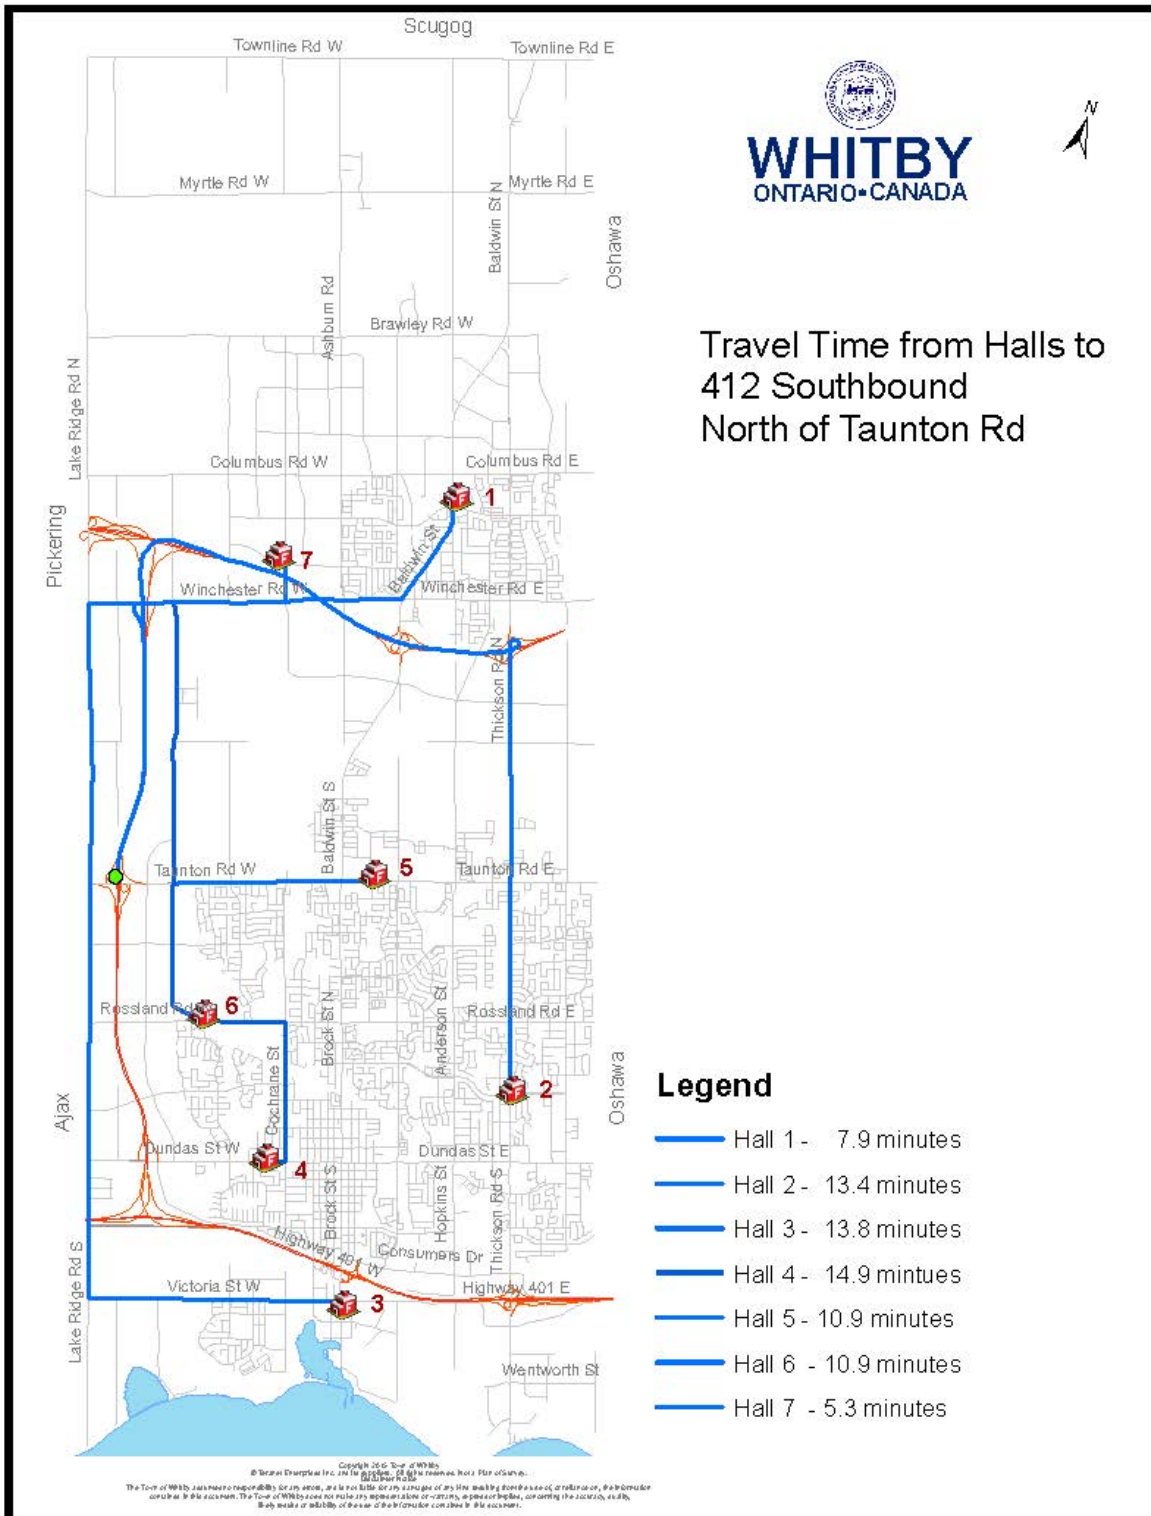 Scugog
Townline Rd W
Townline Rd E
WHITBY
ONTARIO•CANADA
N
Myrtle Rd W
Myrtle Rd E
Baldwin St N
Oshawa
Ashburn Rd
Brawley Rd W
Travel Time from Halls to
412 Southbound
North of Taunton Rd
Lake Ridge Rd N
Columbus Rd W
Columbus Rd E
1
Pickering
Baldwin St
7
Winchester Rd W
Winchester Rd E
Thickson Rd N
Baldwin St S
Taunton Rd W
5
Taunton Rd E
Rossland Rd
6
Brock St N
Anderson St
Rossland Rd E
Cochrane St
2
Oshawa
Ajax
Dundas St W
4
Dundas St E
Brock St S
Hopkins St
Thickson Rd S
Highway 401 W
Consumers Dr
Lake Ridge Rd S
Victoria St W
3
Highway 401 E
Wentworth St
Legend
Hall 1 - 7.9 minutes
Hall 2 - 13.4 minutes
Hall 3 - 13.8 minutes
Hall 4 - 14.9 mintues
Hall 5 - 10.9 minutes
Hall 6 - 10.9 minutes
Hall 7 - 5.3 minutes